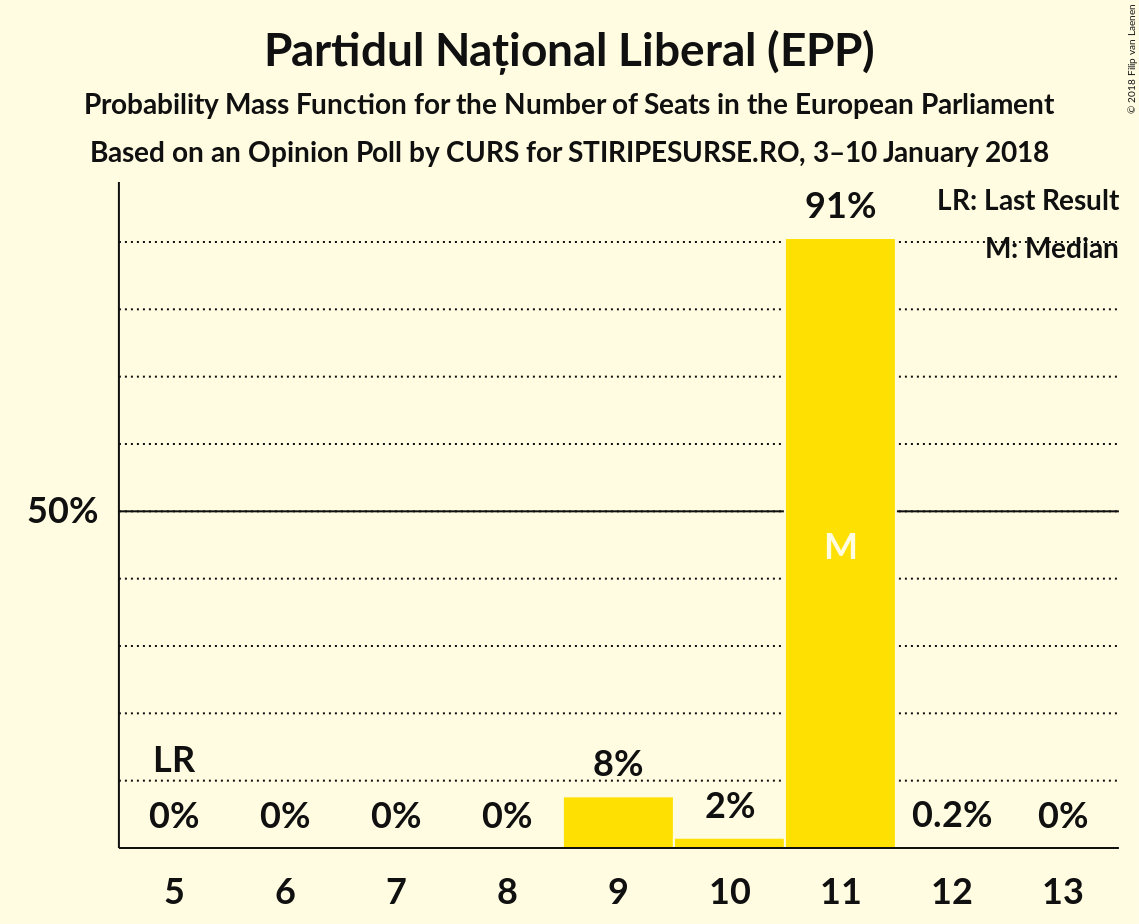 Partidul Național Liberal (EPP)
Probability Mass Function for the Number of Seats in the European Parliament
Based on an Opinion Poll by CURS for STIRIPESURSE.RO, 3–10 January 2018
© 2018 Filip van Laenen
LR: Last Result
M: Median
91%
50%
M
LR
8%
2%
0% 0% 0% 0% 0.2% 0%
5 6 7 8 9 10 11 12 13